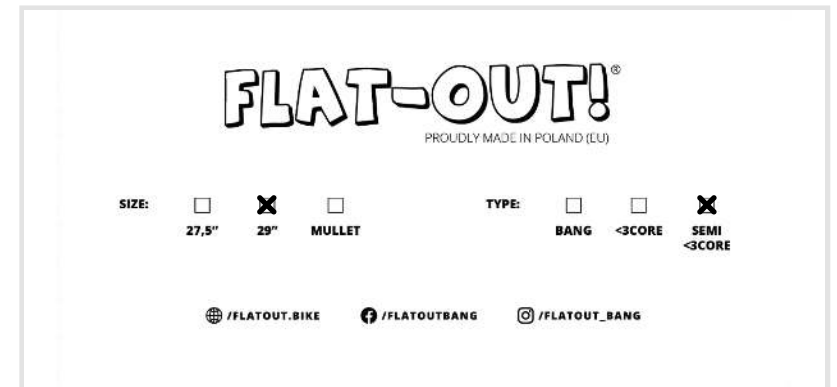 FLAT-OUT!®
PROUDLY MADE IN POLAND (EU)
SIZE: 27,5" 29" MULLET
TYPE: BANG <3CORE SEMI <3CORE
/FLATOUT.BIKE /FLATOUTBANG /FLATOUT_BANG